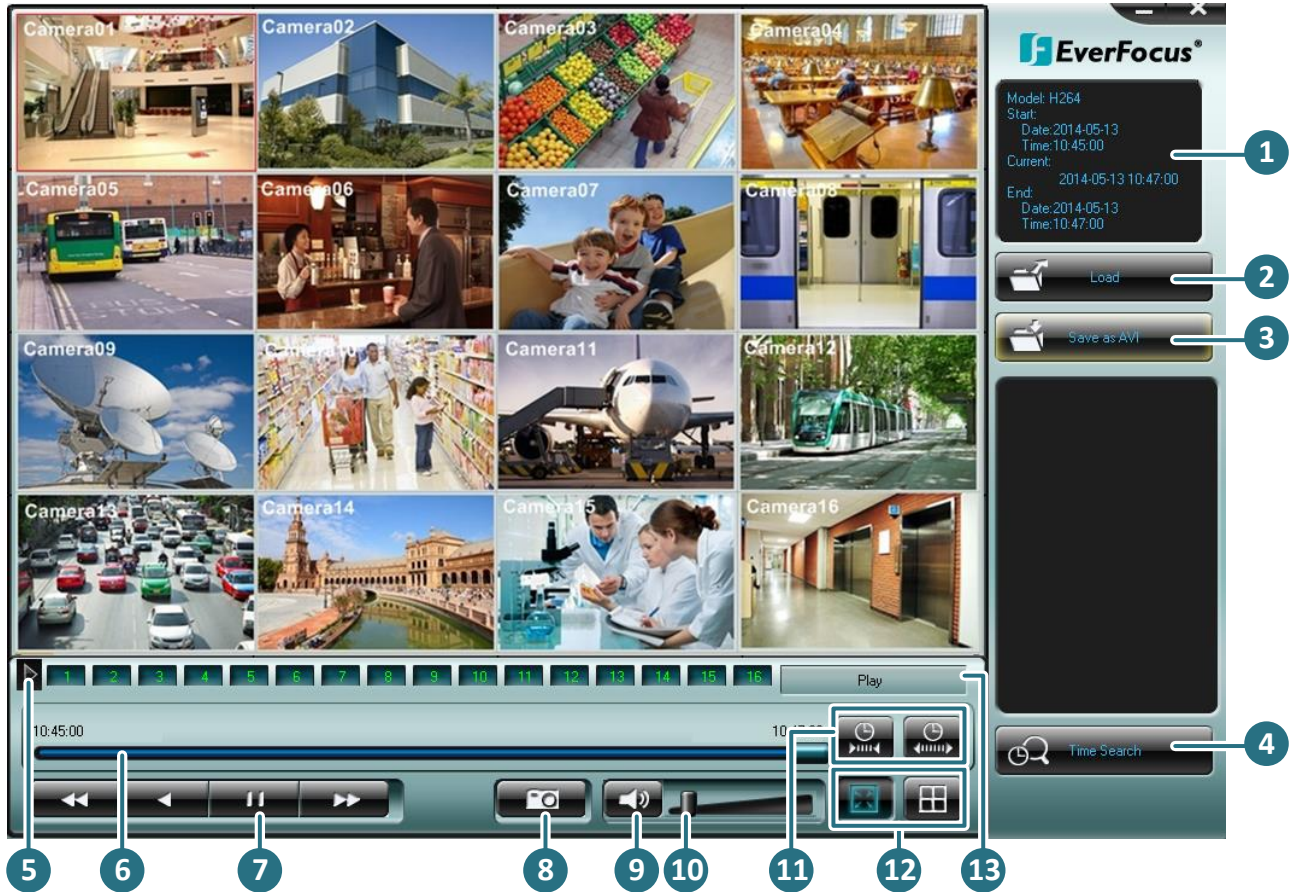 Camera01
Camera02
Camera03
Camera04
EverFocus®
Model: H264
Start:
Date:2014-05-13
Time:10:45:00
Current:
2014-05-13 10:47:00
End:
Date:2014-05-13
Time:10:47:00
1
Load
2
Save as AVI
3
Camera05
Camera06
Camera07
Camera08
Camera09
Camera10
Camera11
Camera12
Camera13
Camera14
Camera15
Camera16
1 2 3 4 5 6 7 8 9 10 11 12 13 14 15 16
Play
10:45:00
Time Search
4
5 6 7 8 9 10 11 12 13